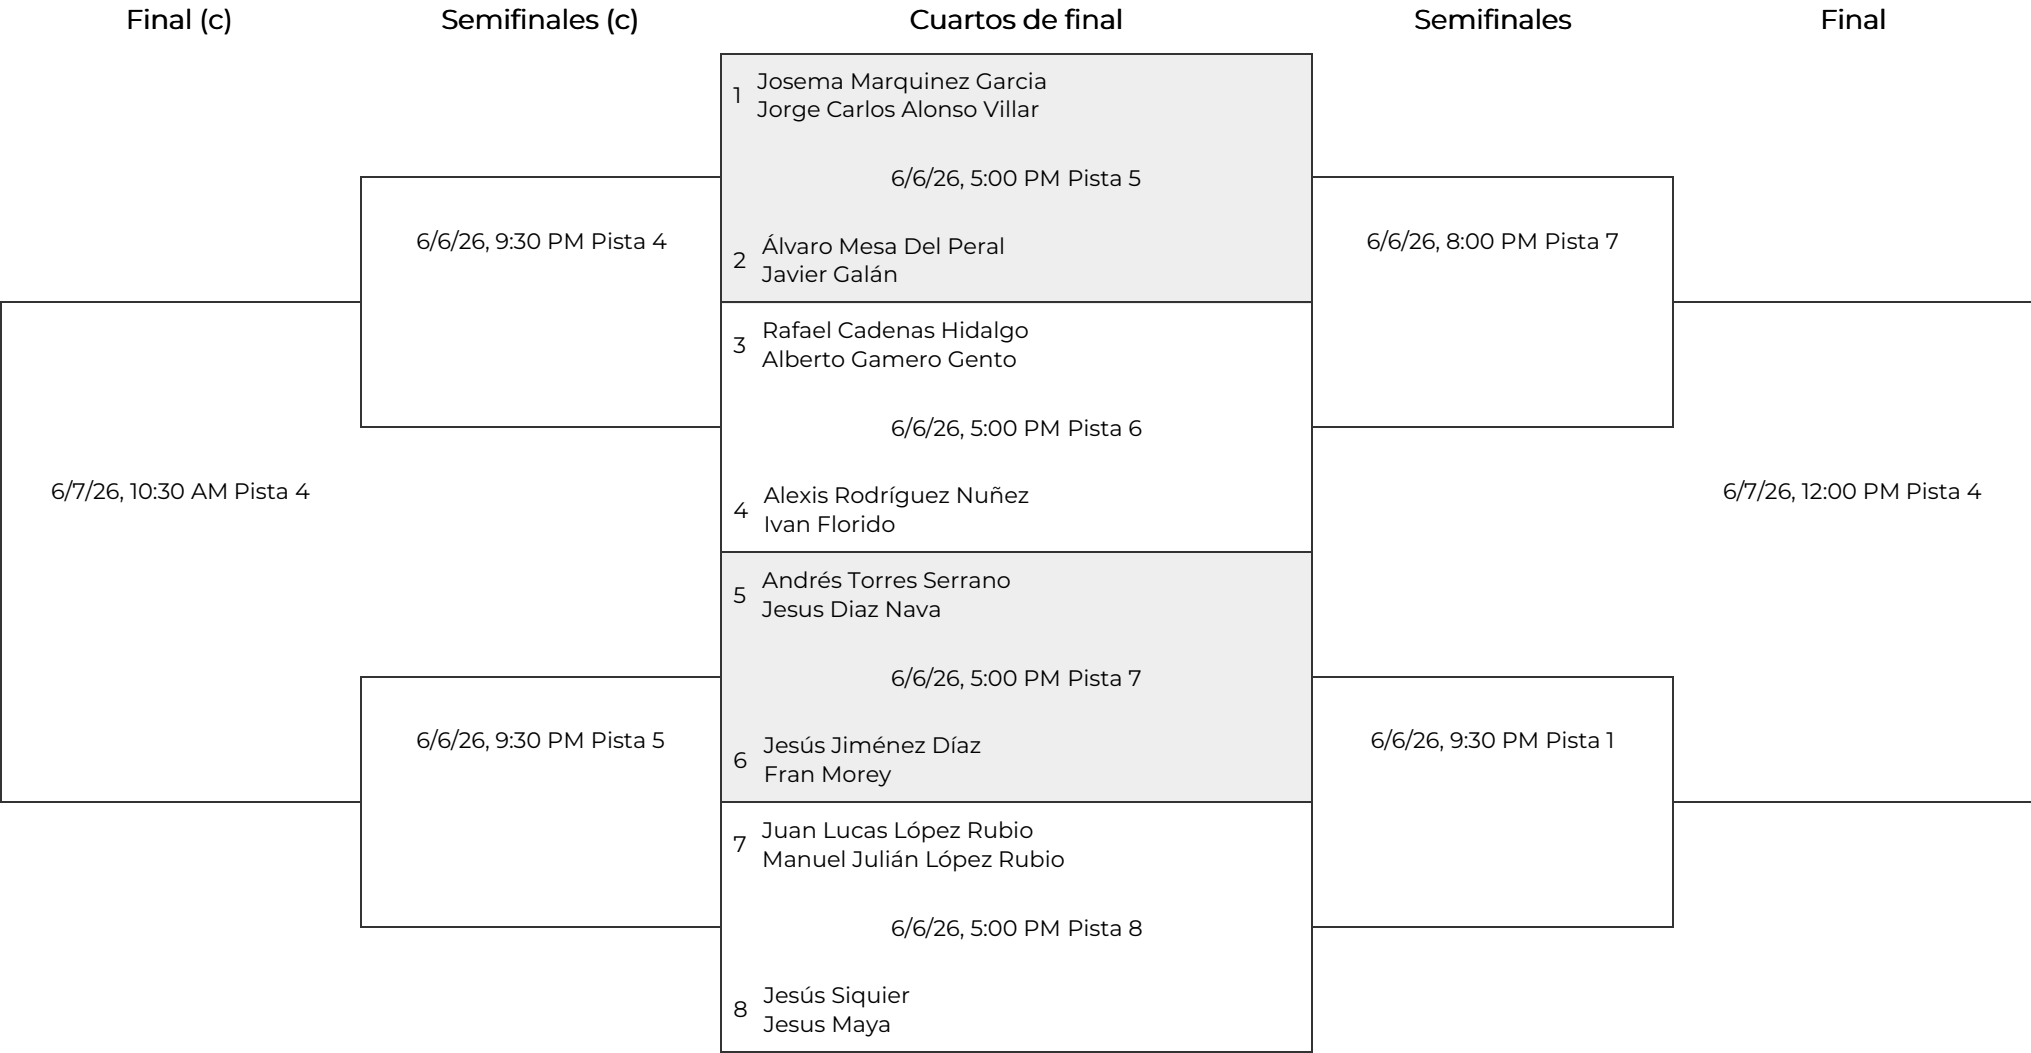 Final (c)
Semifinales (c)
Cuartos de final
Semifinales
Final
1
Josema Marquinez Garcia
Jorge Carlos Alonso Villar
6/6/26, 5:00 PM Pista 5
2
Álvaro Mesa Del Peral
Javier Galán
6/6/26, 9:30 PM Pista 4
6/6/26, 8:00 PM Pista 7
3
Rafael Cadenas Hidalgo
Alberto Gamero Gento
6/6/26, 5:00 PM Pista 6
4
Alexis Rodríguez Nuñez
Ivan Florido
6/7/26, 10:30 AM Pista 4
6/7/26, 12:00 PM Pista 4
5
Andrés Torres Serrano
Jesus Diaz Nava
6/6/26, 5:00 PM Pista 7
6
Jesús Jiménez Díaz
Fran Morey
6/6/26, 9:30 PM Pista 5
6/6/26, 9:30 PM Pista 1
7
Juan Lucas López Rubio
Manuel Julián López Rubio
6/6/26, 5:00 PM Pista 8
8
Jesús Siquier
Jesus Maya